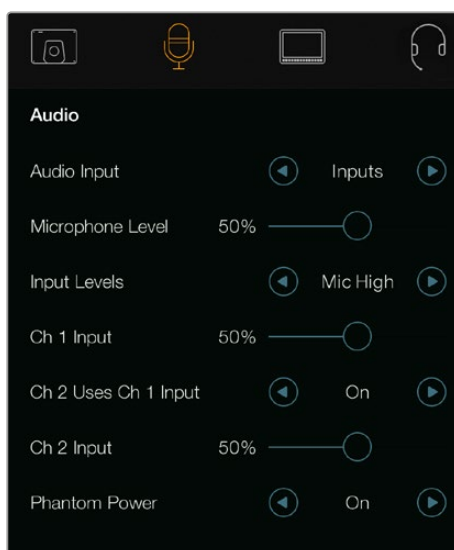 Audio
Audio Input Inputs
Microphone Level 50%
Input Levels Mic High
Ch 1 Input 50%
Ch 2 Uses Ch 1 Input On
Ch 2 Input 50%
Phantom Power On